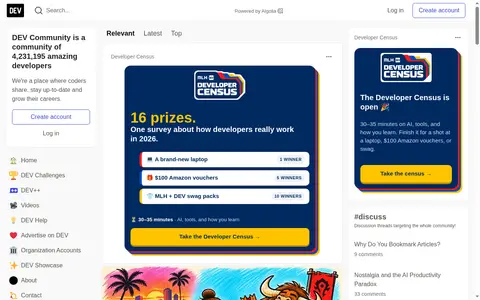 DEV
Search...
Powered by Algolia
Log in
Create account
DEV Community is a
community of
4,231,195 amazing
developers
We're a place where coders
share, stay up-to-date and
grow their careers.
Create account
Log in
Home
DEV Challenges
DEV++
Videos
DEV Help
Advertise on DEV
Organization Accounts
DEV Showcase
About
Contact
Relevant
Latest
Top
Developer Census
MLH DEV
DEVELOPER
CENSUS
16 prizes.
One survey about how developers really work
in 2026.
💻 A brand-new laptop
1 WINNER
🎁 $100 Amazon vouchers
5 WINNERS
👕 MLH + DEV swag packs
10 WINNERS
⏳ 30–35 minutes · AI, tools, and how you learn
Take the Developer Census →
Developer Census
MLH DEV
DEVELOPER
CENSUS
The Developer Census is
open 🎉
30–35 minutes on AI, tools, and
how you learn. Finish it for a shot at
a laptop, $100 Amazon vouchers, or
swag.
Take the census →
#discuss
Discussion threads targeting the whole community!
Why Do You Bookmark Articles?
9 comments
Nostalgia and the AI Productivity
Paradox
33 comments